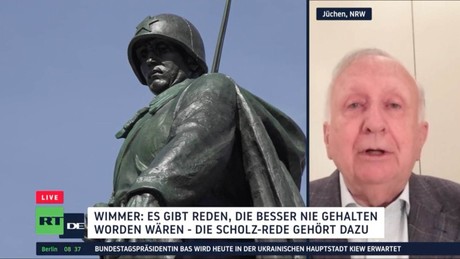 Jüchen, NRW
LIVE
RT DE
WIMMER: ES GIBT REDEN, DIE BESSER NIE GEHALTEN
WORDEN WÄREN - DIE SCHOLZ-REDE GEHÖRT DAZU
Berlin 08 37 BUNDESTAGSPRÄSIDENTIN BAS WIRD HEUTE IN DER UKRAINISCHEN HAUPTSTADT KIEW ERWARTET